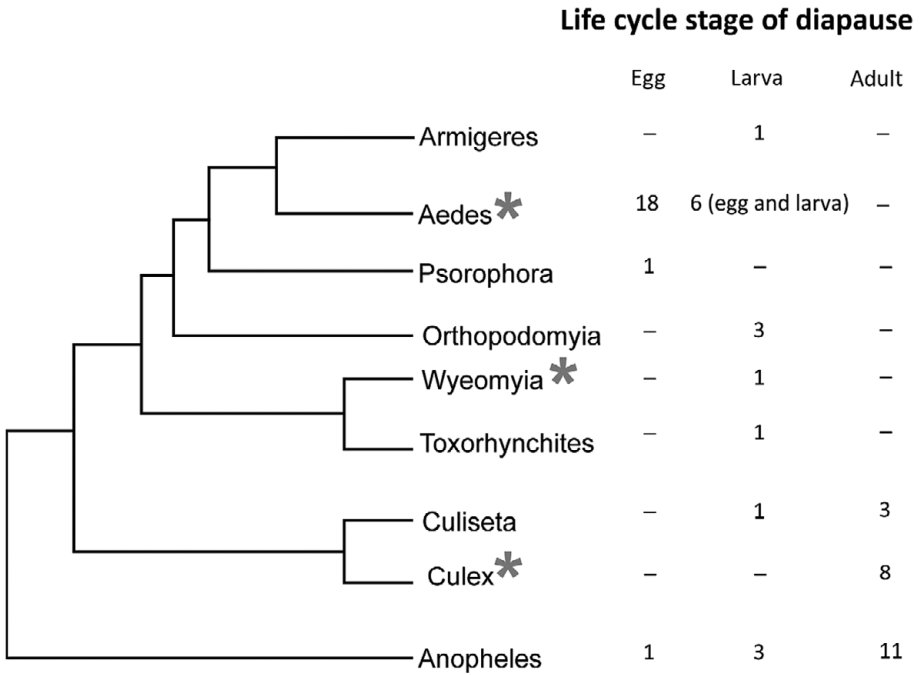 Life cycle stage of diapause
Egg Larva Adult
Armigeres – 1 –
Aedes* 18 6 (egg and larva) –
Psorophora 1 – –
Orthopodomyia – 3 –
Wyeomyia* – 1 –
Toxorhynchites – 1 –
Culiseta – 1 3
Culex* – – 8
Anopheles 1 3 11